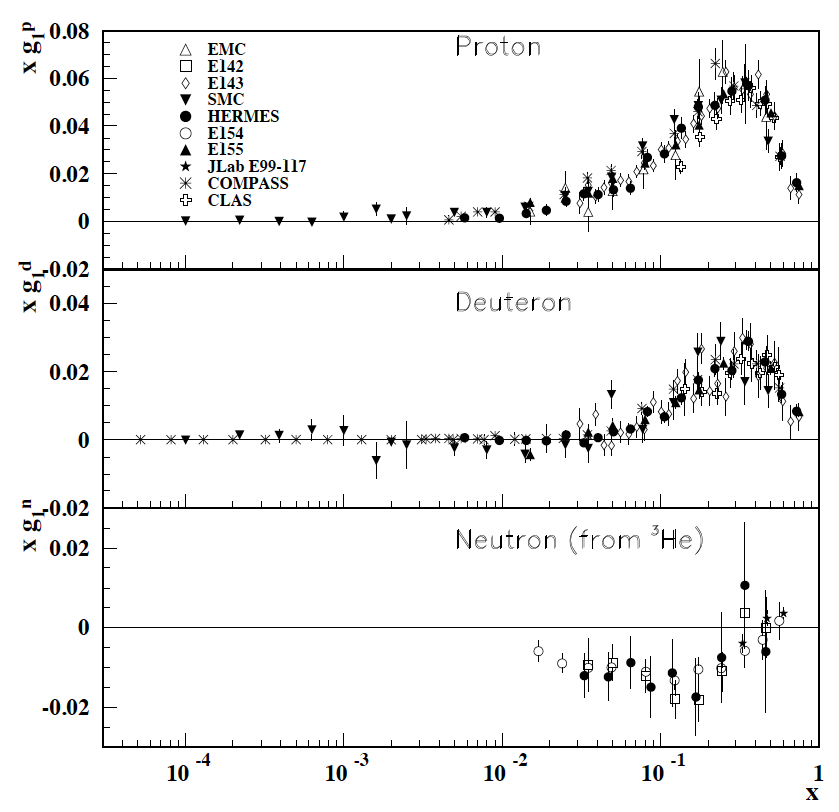 x g₁ᵖ
0.08
0.06
0.04
0.02
0
Proton
EMC
E142
E143
SMC
HERMES
E154
E155
JLab E99-117
COMPASS
CLAS
x g₁ᵈ
-0.02
0.04
0.02
0
Deuteron
x g₁ⁿ
-0.02
0.02
0
-0.02
Neutron (from ³He)
10⁻⁴ 10⁻³ 10⁻² 10⁻¹ 1
x